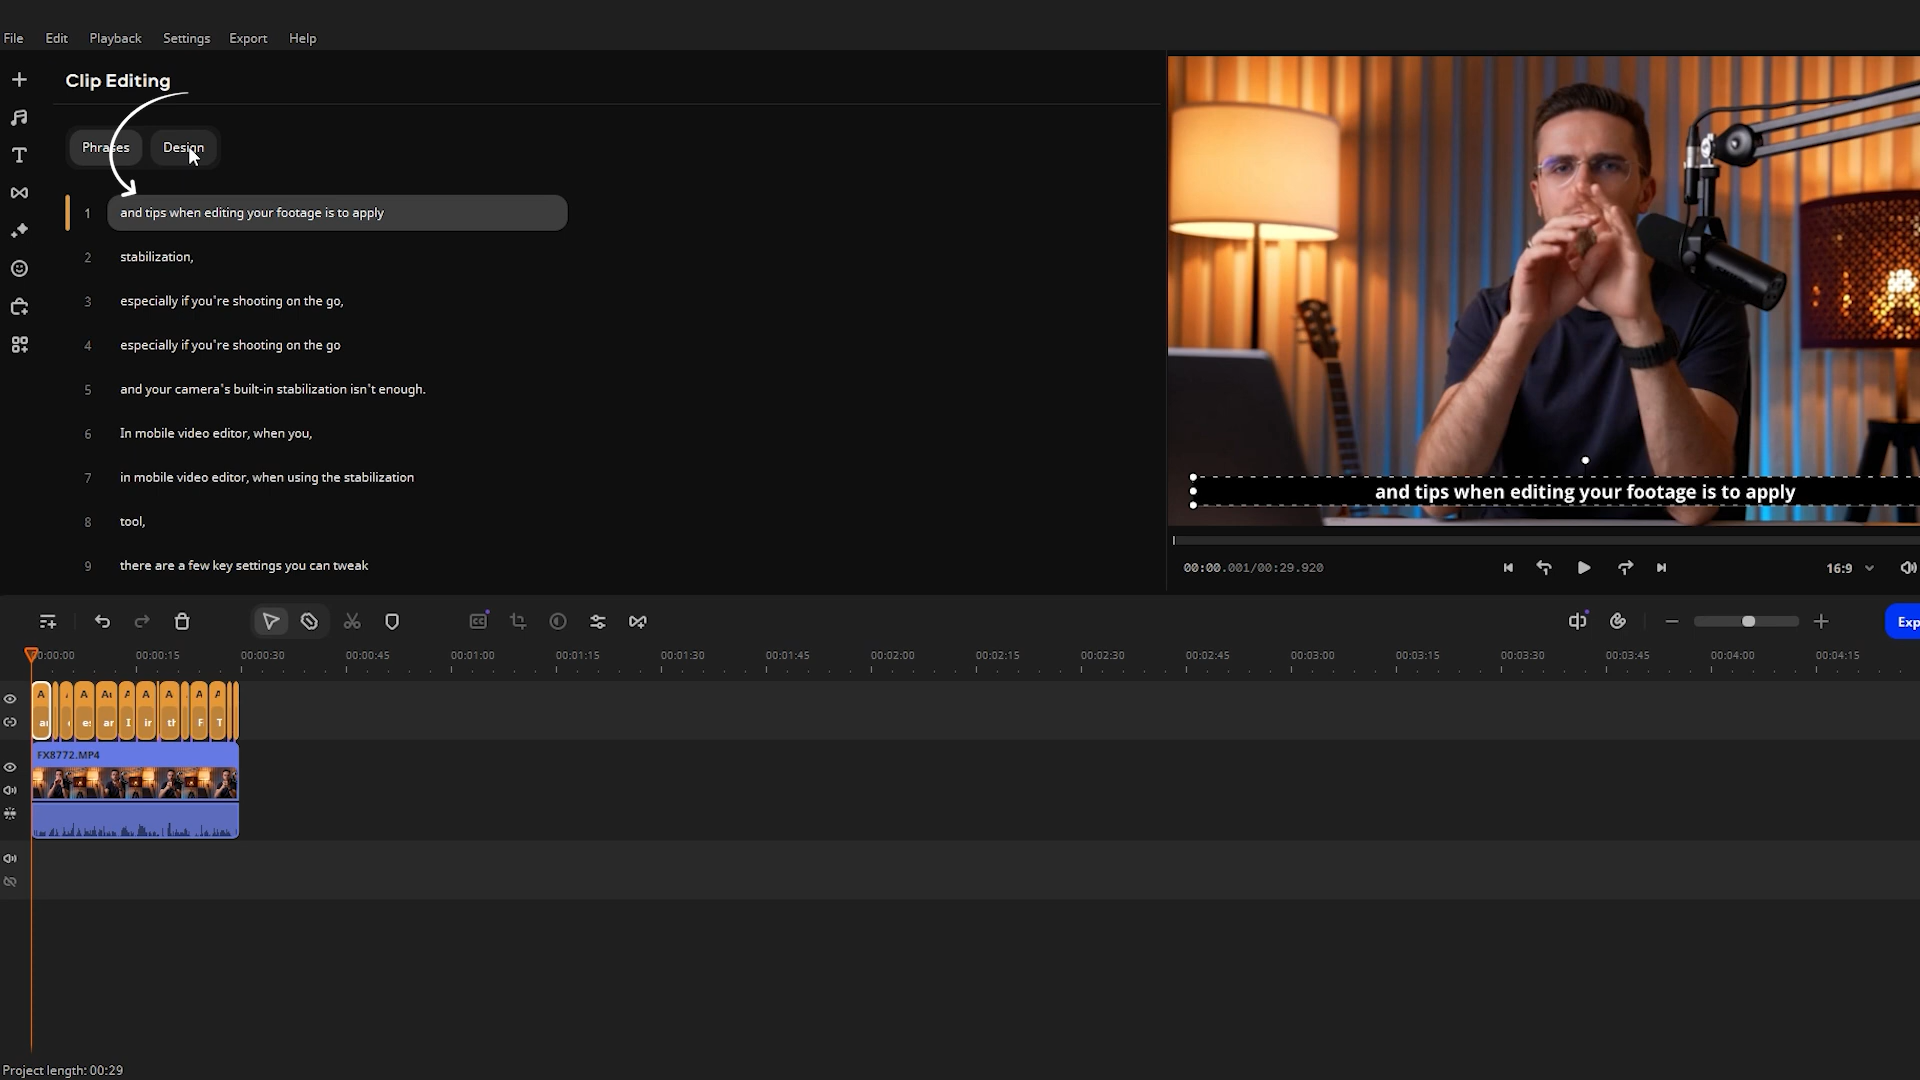 File Edit Playback Settings Export Help
Clip Editing
Phrases Design
1 and tips when editing your footage is to apply
2 stabilization,
3 especially if you're shooting on the go,
4 especially if you're shooting on the go
5 and your camera's built-in stabilization isn't enough.
6 In mobile video editor, when you,
7 in mobile video editor, when using the stabilization
8 tool,
9 there are a few key settings you can tweak
and tips when editing your footage is to apply
00:00.001/00:29.920
16:9
CC
Exp
00:00:00 00:00:15 00:00:30 00:00:45 00:01:00 00:01:15 00:01:30 00:01:45 00:02:00 00:02:15 00:02:30 00:02:45 00:03:00 00:03:15 00:03:30 00:03:45 00:04:00 00:04:15
FX8772.MP4
Project length: 00:29